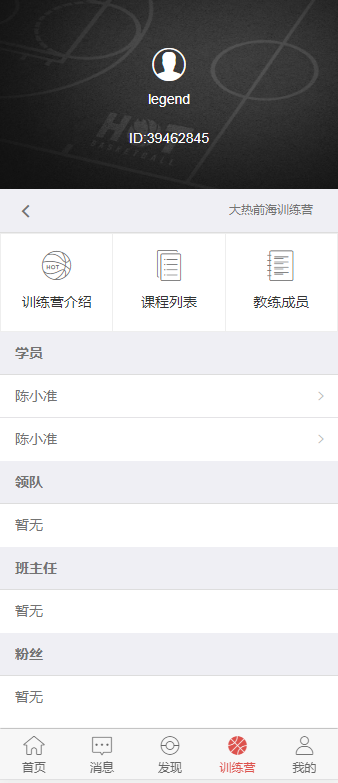 HOT
BASKETBALL
legend
ID:39462845
大热前海训练营
HOT
训练营介绍
课程列表
教练成员
学员
陈小准
陈小准
领队
暂无
班主任
暂无
粉丝
暂无
首页
消息
发现
训练营
我的